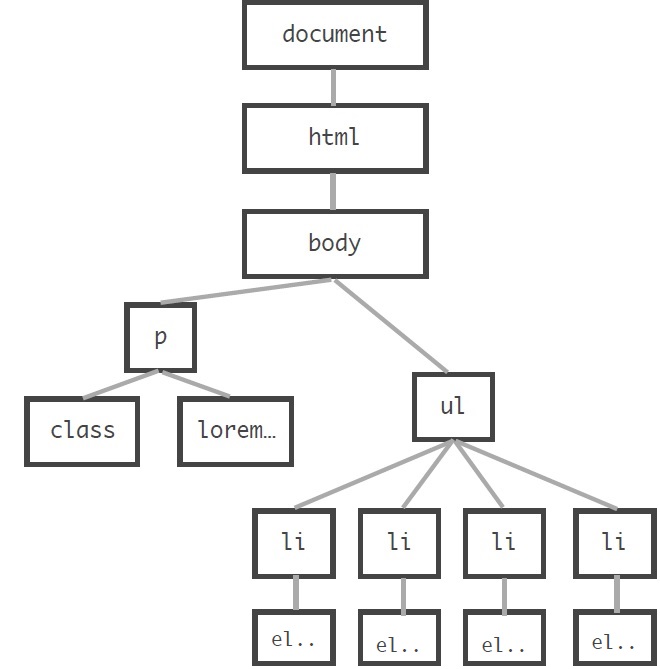 document
html
body
p
class
lorem…
ul
li
li
li
li
el..
el..
el..
el..